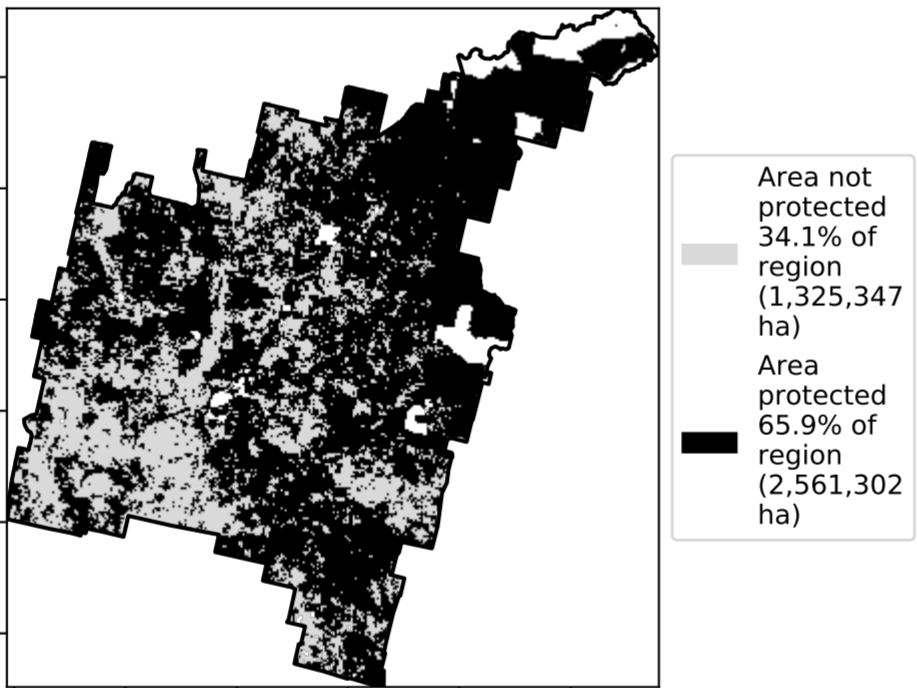 Area not
protected
34.1% of
region
(1,325,347
ha)
Area
protected
65.9% of
region
(2,561,302
ha)